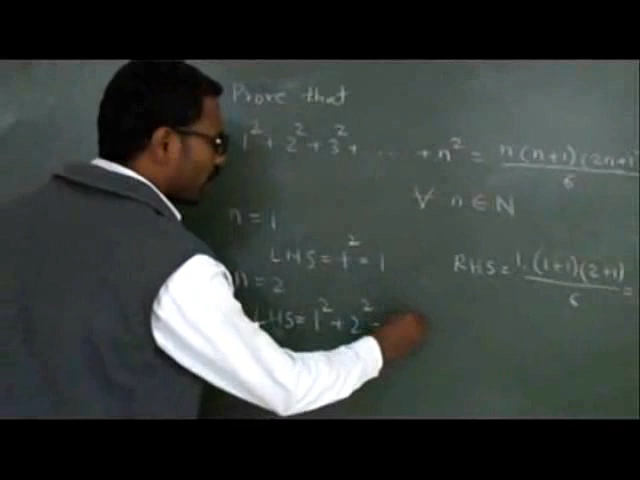 Prove that
1² + 2² + 3² + ... + n² = n(n+1)(2n+1)/6
∀ n ∈ N
n = 1
LHS = 1² = 1 RHS = 1.(1+1)(2+1)/6 =
n = 2
LHS = 1² + 2² =